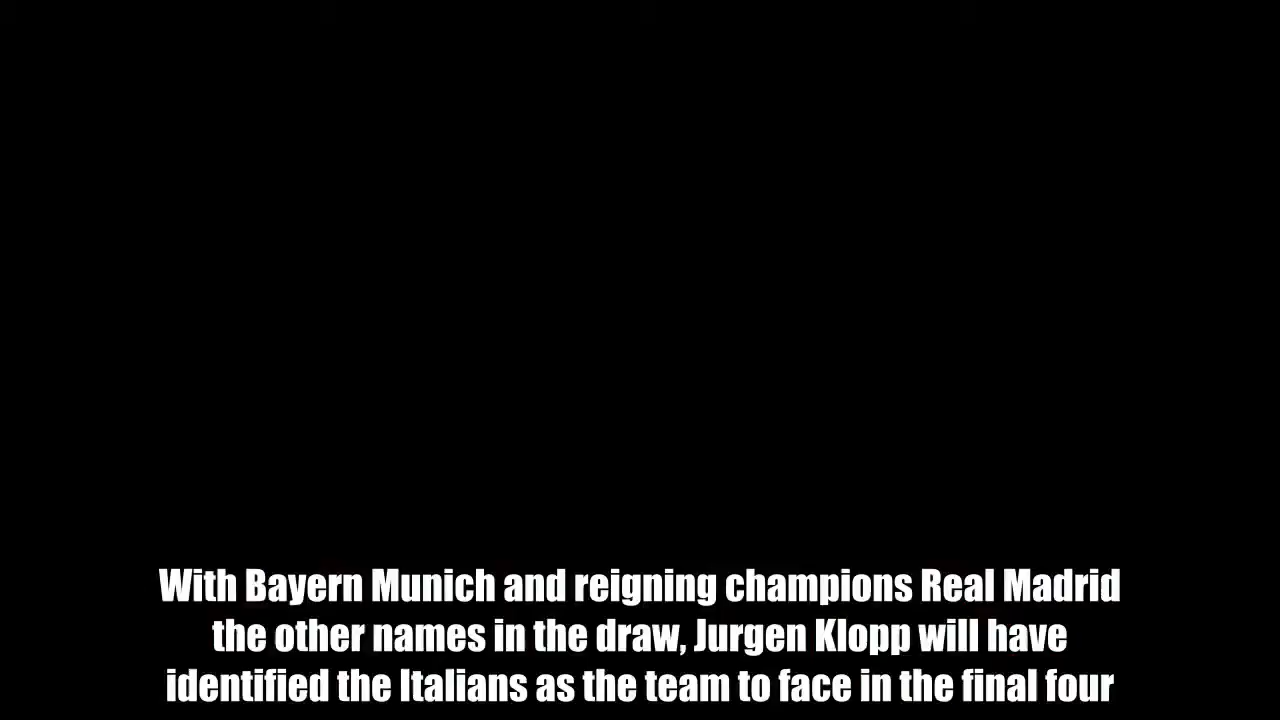 With Bayern Munich and reigning champions Real Madrid
the other names in the draw, Jurgen Klopp will have
identified the Italians as the team to face in the final four